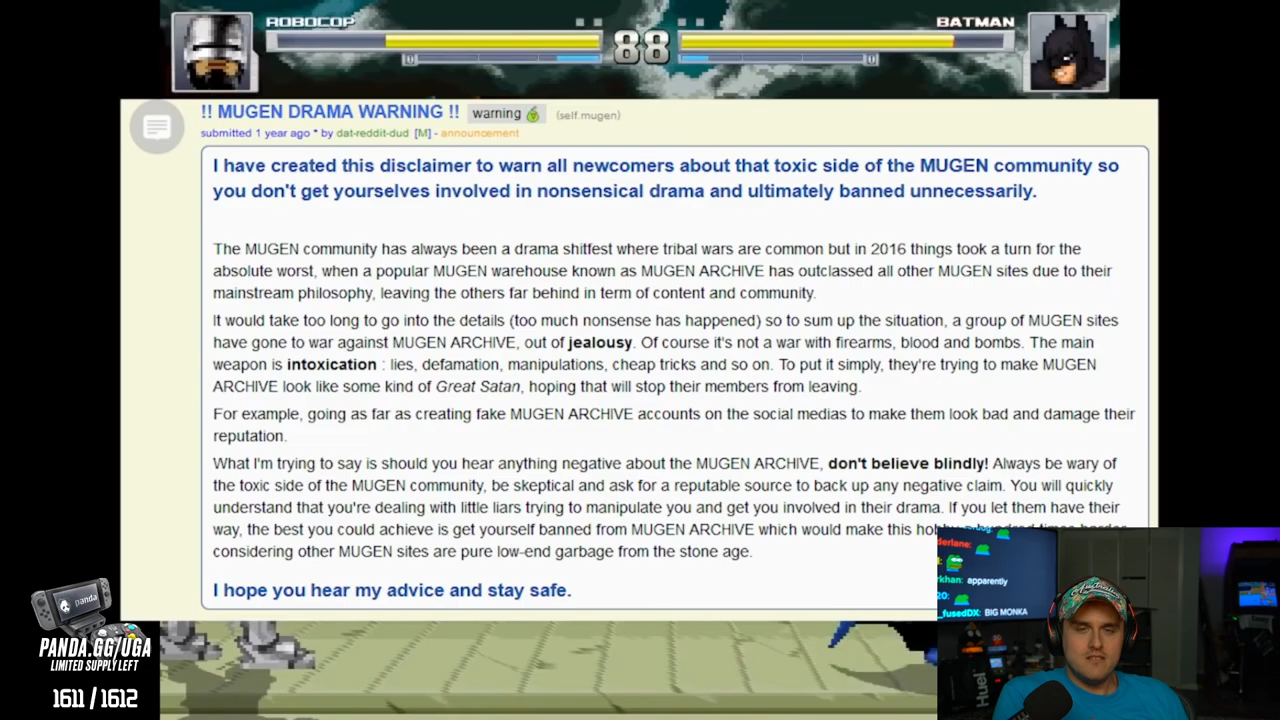 ROBOCOP
BATMAN
88
!! MUGEN DRAMA WARNING !! warning (self.mugen)
submitted 1 year ago * by dat-reddit-dud [M] - announcement
I have created this disclaimer to warn all newcomers about that toxic side of the MUGEN community so
you don't get yourselves involved in nonsensical drama and ultimately banned unnecessarily.
The MUGEN community has always been a drama shitfest where tribal wars are common but in 2016 things took a turn for the
absolute worst, when a popular MUGEN warehouse known as MUGEN ARCHIVE has outclassed all other MUGEN sites due to their
mainstream philosophy, leaving the others far behind in term of content and community.
It would take too long to go into the details (too much nonsense has happened) so to sum up the situation, a group of MUGEN sites
have gone to war against MUGEN ARCHIVE, out of jealousy. Of course it's not a war with firearms, blood and bombs. The main
weapon is intoxication : lies, defamation, manipulations, cheap tricks and so on. To put it simply, they're trying to make MUGEN
ARCHIVE look like some kind of Great Satan, hoping that will stop their members from leaving.
For example, going as far as creating fake MUGEN ARCHIVE accounts on the social medias to make them look bad and damage their
reputation.
What I'm trying to say is should you hear anything negative about the MUGEN ARCHIVE, don't believe blindly! Always be wary of
the toxic side of the MUGEN community, be skeptical and ask for a reputable source to back up any negative claim. You will quickly
understand that you're dealing with little liars trying to manipulate you and get you involved in their drama. If you let them have their
way, the best you could achieve is get yourself banned from MUGEN ARCHIVE which would make this
considering other MUGEN sites are pure low-end garbage from the stone age.
I hope you hear my advice and stay safe.
derlane:
rkhan: apparently
20:
_fusedDX: BIG MONKA
panda
PANDA.GG/UGA
LIMITED SUPPLY LEFT
1611 / 1612
Huel